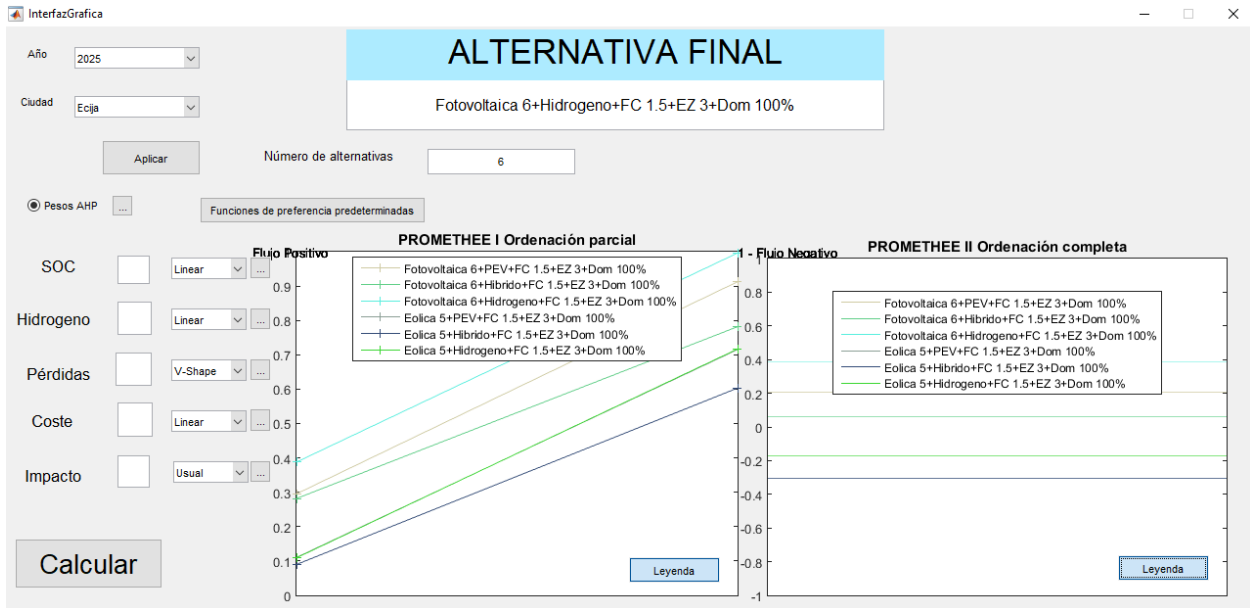 InterfazGrafica
Año
2025
Ciudad
Ecija
ALTERNATIVA FINAL
Fotovoltaica 6+Hidrogeno+FC 1.5+EZ 3+Dom 100%
Aplicar
Número de alternativas
6
Pesos AHP
...
Funciones de preferencia predeterminadas
SOC
Linear
...
Hidrogeno
Linear
...
Pérdidas
V-Shape
...
Coste
Linear
...
Impacto
Usual
...
Calcular
PROMETHEE I Ordenación parcial
Flujo Positivo
1 - Flujo Negativo
0.9
0.8
0.7
0.6
0.5
0.4
0.3
0.2
0.1
0
Fotovoltaica 6+PEV+FC 1.5+EZ 3+Dom 100%
Fotovoltaica 6+Hibrido+FC 1.5+EZ 3+Dom 100%
Fotovoltaica 6+Hidrogeno+FC 1.5+EZ 3+Dom 100%
Eolica 5+PEV+FC 1.5+EZ 3+Dom 100%
Eolica 5+Hibrido+FC 1.5+EZ 3+Dom 100%
Eolica 5+Hidrogeno+FC 1.5+EZ 3+Dom 100%
Leyenda
PROMETHEE II Ordenación completa
1
0.8
0.6
0.4
0.2
0
-0.2
-0.4
-0.6
-0.8
-1
Fotovoltaica 6+PEV+FC 1.5+EZ 3+Dom 100%
Fotovoltaica 6+Hibrido+FC 1.5+EZ 3+Dom 100%
Fotovoltaica 6+Hidrogeno+FC 1.5+EZ 3+Dom 100%
Eolica 5+PEV+FC 1.5+EZ 3+Dom 100%
Eolica 5+Hibrido+FC 1.5+EZ 3+Dom 100%
Eolica 5+Hidrogeno+FC 1.5+EZ 3+Dom 100%
Leyenda